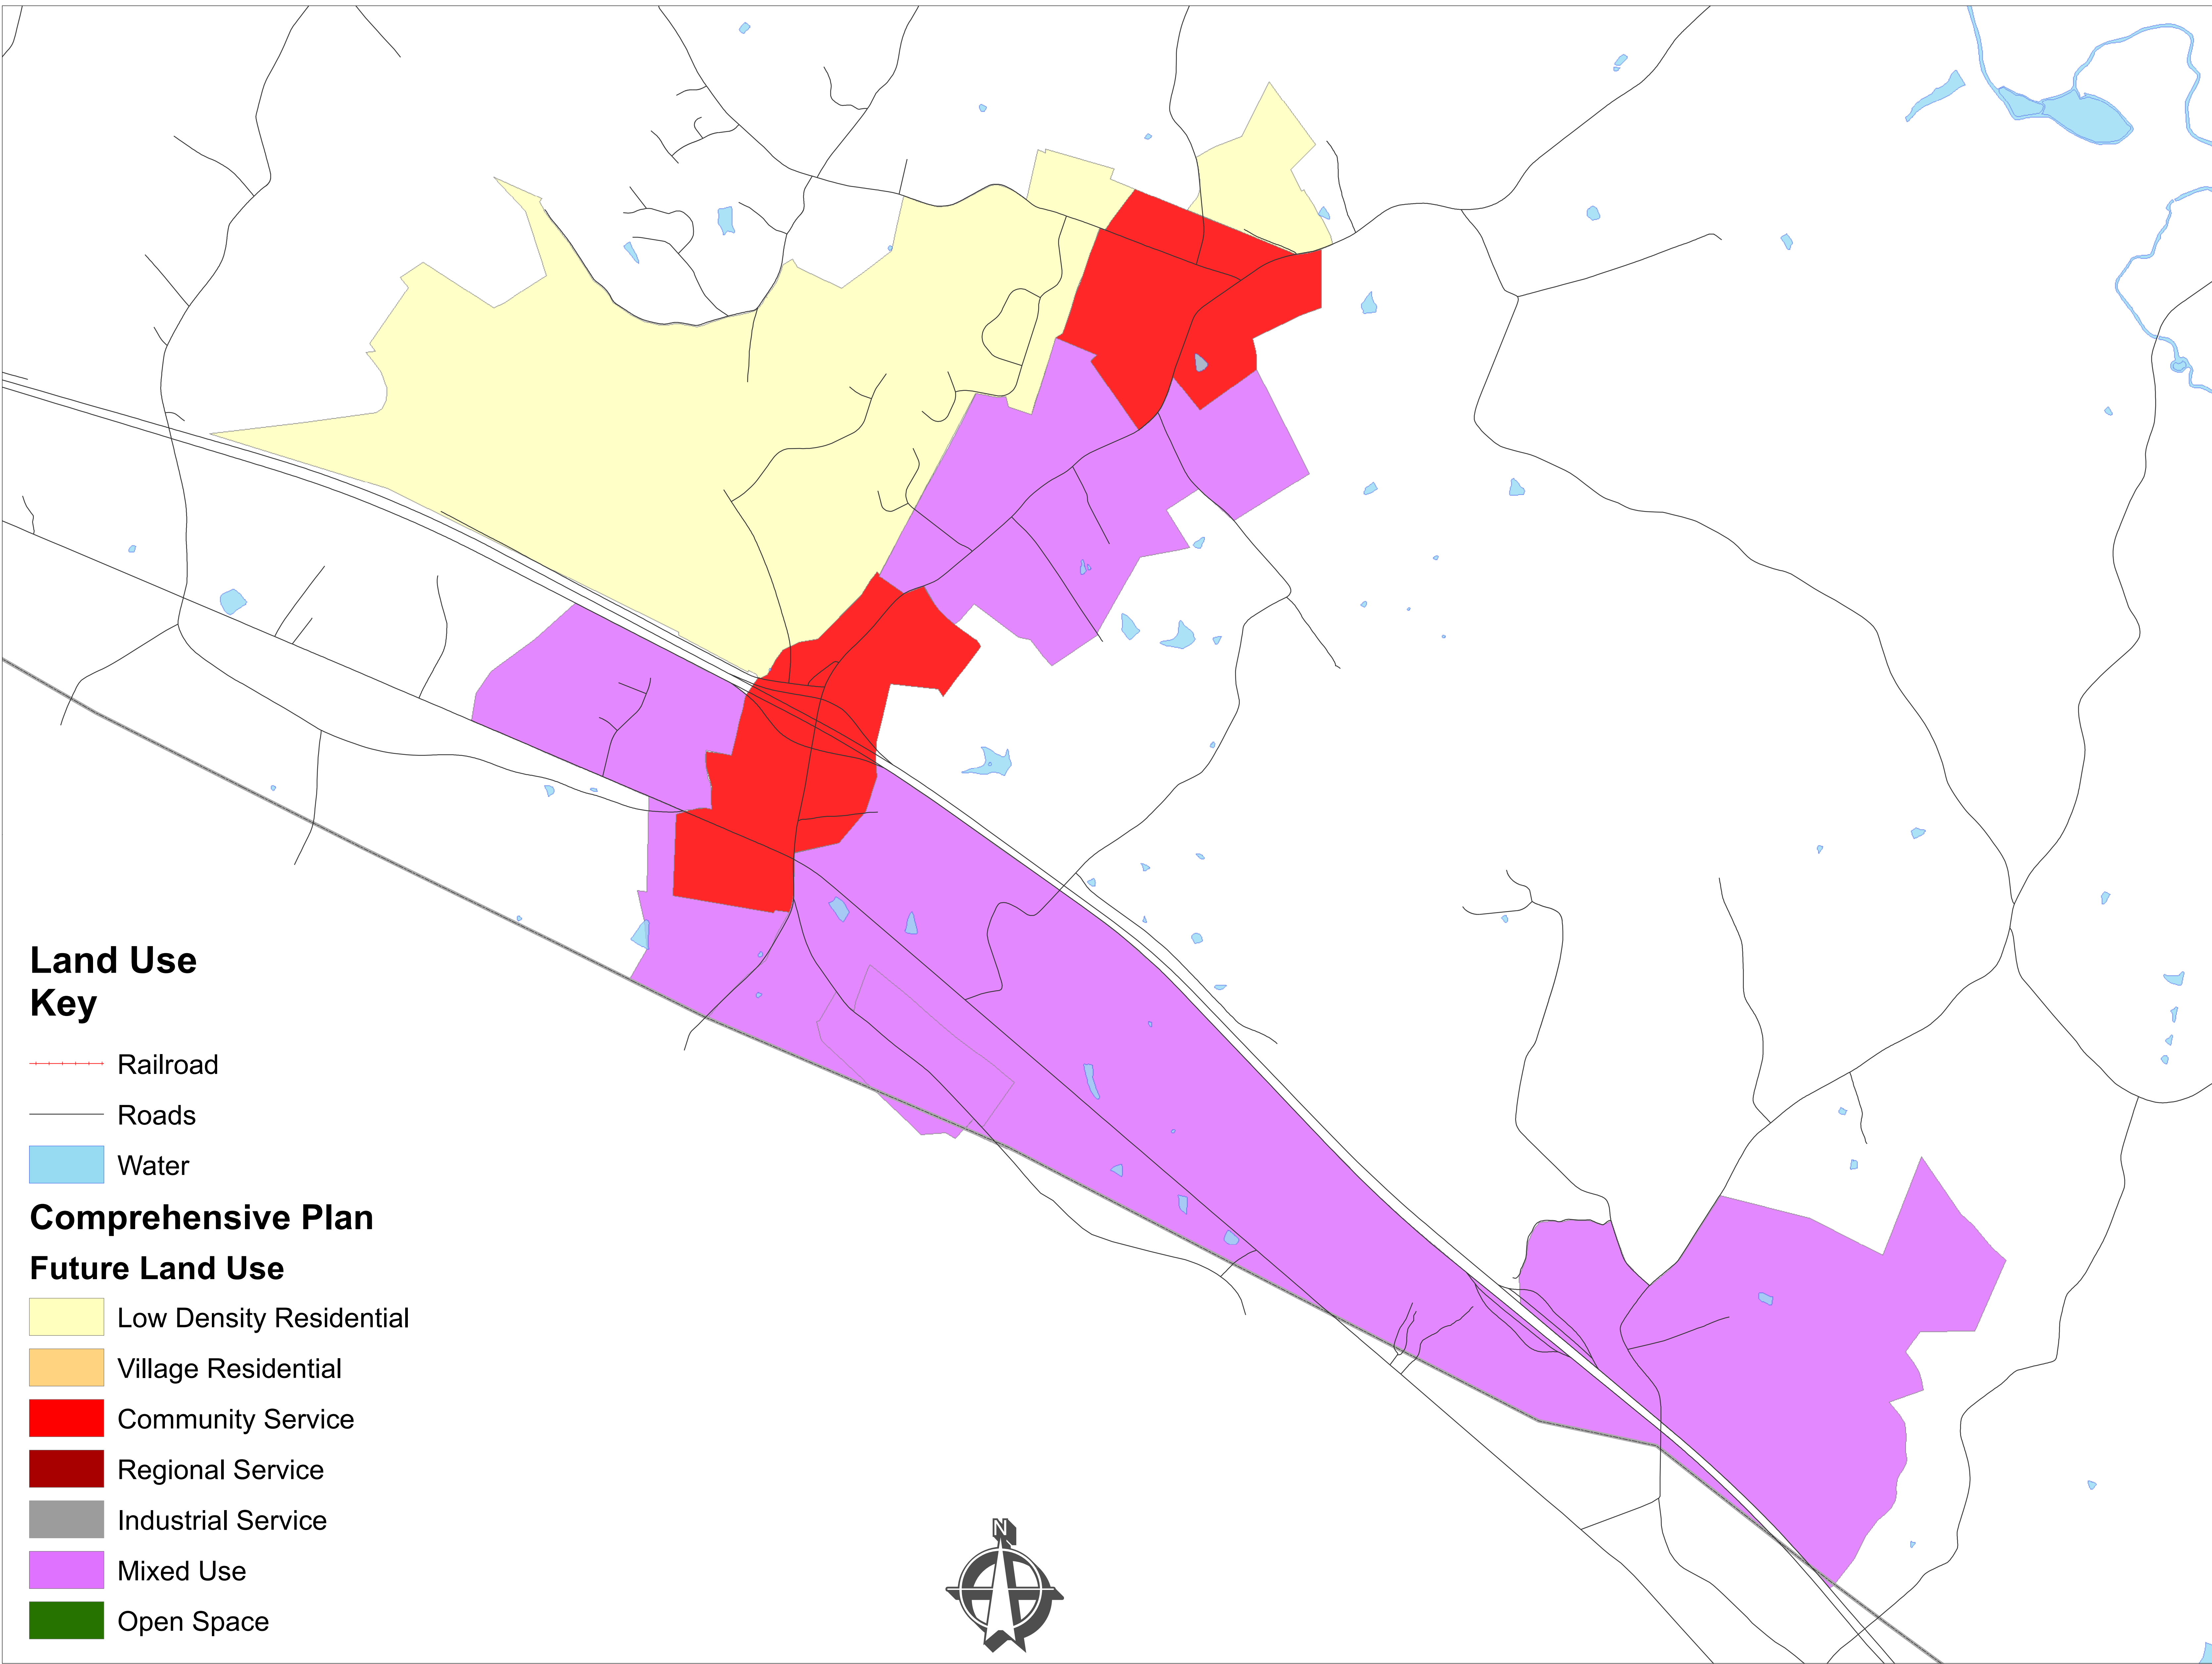 Land Use
Key
Railroad
Roads
Water
Comprehensive Plan
Future Land Use
Low Density Residential
Village Residential
Community Service
Regional Service
Industrial Service
Mixed Use
Open Space
N